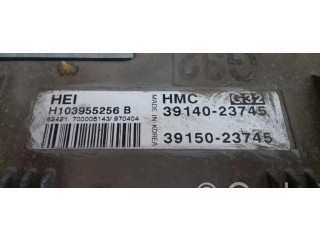 HEI
H103955256 B
62421 700005143/970404
MADE IN KOREA
HMC G32
39140-23745
39150-23745